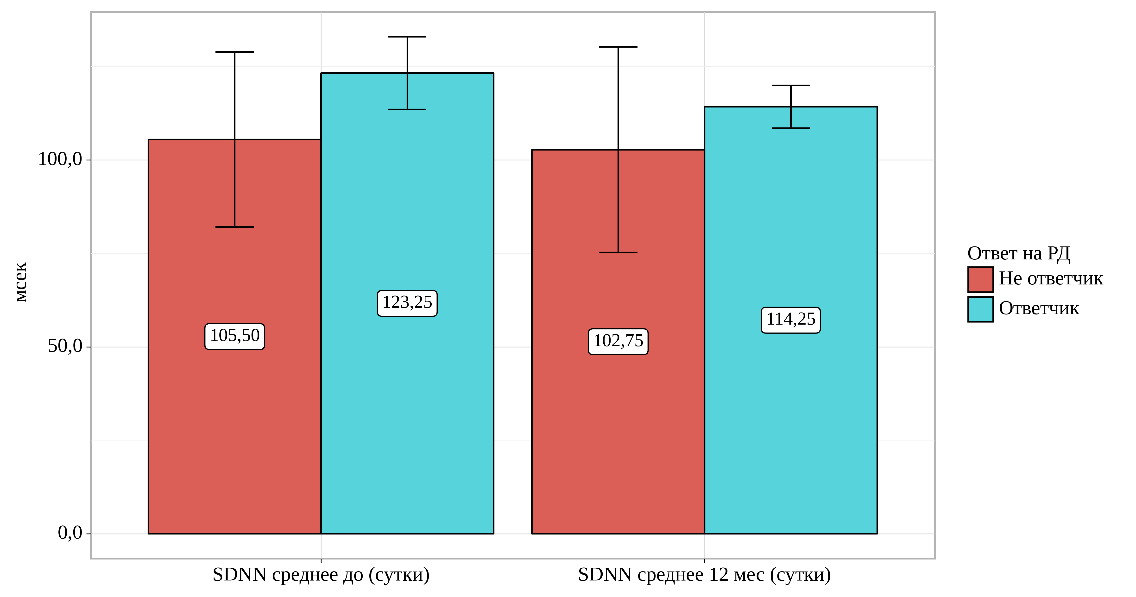 мсек
100,0
50,0
0,0
105,50
123,25
102,75
114,25
SDNN среднее до (сутки)
SDNN среднее 12 мес (сутки)
Ответ на РД
Не ответчик
Ответчик